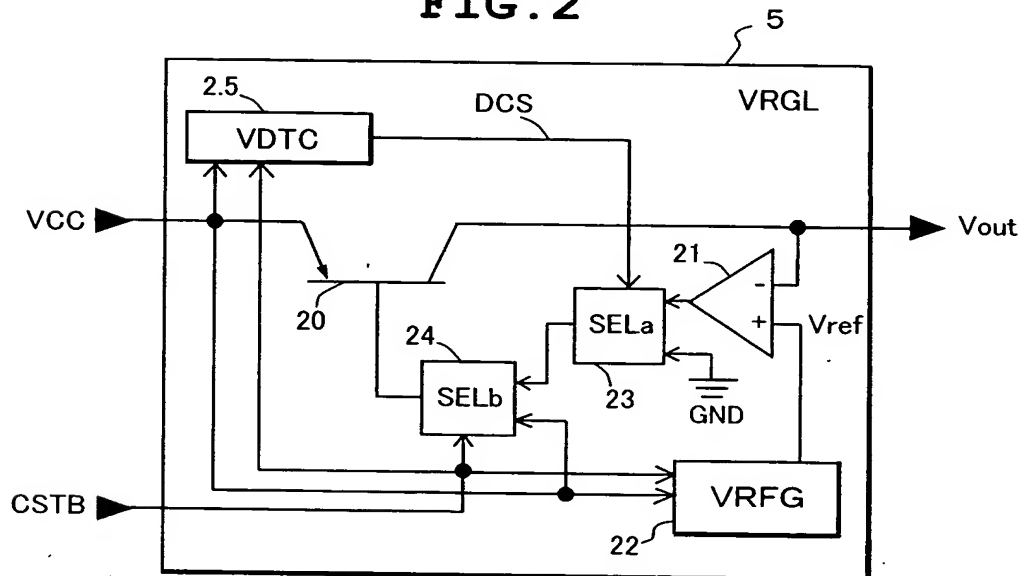 FIG.2
5
2.5
VDTC
DCS
VRGL
VCC
Vout
20
21
-
+
Vref
SELa
23
GND
24
SELb
CSTB
VRFG
22